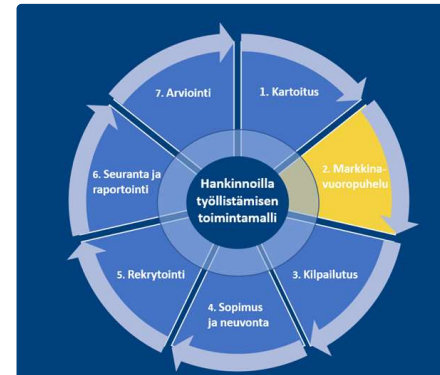 7. Arviointi
1. Kartoitus
2. Markkina-
vuoropuhelu
3. Kilpailutus
4. Sopimus
ja neuvonta
5. Rekrytointi
6. Seuranta ja
raportointi
Hankinnoilla
työllistämisen
toimintamalli